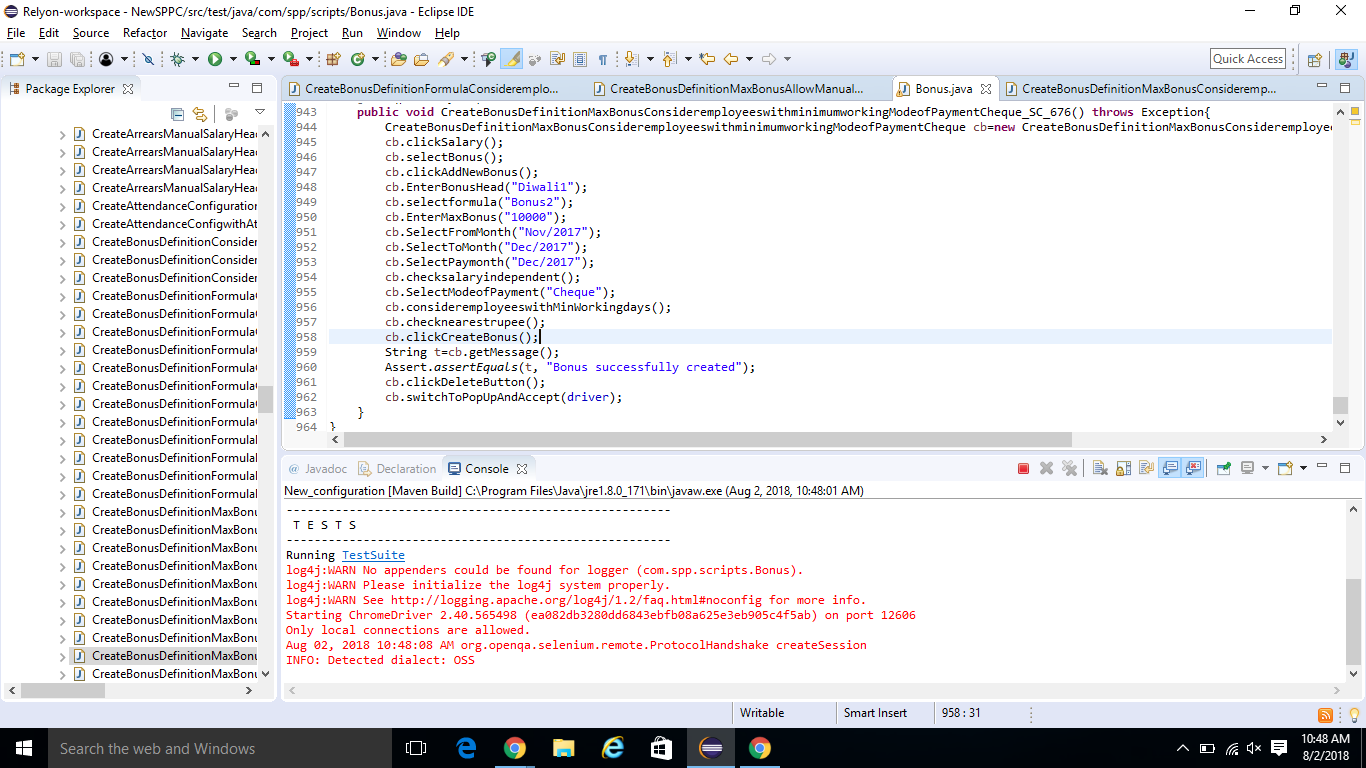 Relyon-workspace - NewSPPC/src/test/java/com/spp/scripts/Bonus.java - Eclipse IDE
File Edit Source Refactor Navigate Search Project Run Window Help
Quick Access
Package Explorer
CreateBonusDefinitionFormulaConsideremplo...
CreateBonusDefinitionMaxBonusAllowManual...
Bonus.java
CreateBonusDefinitionMaxBonusConsideremp...
CreateArrearsManualSalaryHea
CreateArrearsManualSalaryHea
CreateArrearsManualSalaryHea
CreateArrearsManualSalaryHea
CreateAttendanceConfiguration
CreateAttendanceConfigwithAt
CreateBonusDefinitionConsider
CreateBonusDefinitionConsider
CreateBonusDefinitionConsider
CreateBonusDefinitionFormula
CreateBonusDefinitionFormula
CreateBonusDefinitionFormula
CreateBonusDefinitionFormula
CreateBonusDefinitionFormula
CreateBonusDefinitionFormula
CreateBonusDefinitionFormula
CreateBonusDefinitionFormula
CreateBonusDefinitionFormulal
CreateBonusDefinitionFormulal
CreateBonusDefinitionFormulal
CreateBonusDefinitionMaxBonu
CreateBonusDefinitionMaxBonu
CreateBonusDefinitionMaxBonu
CreateBonusDefinitionMaxBonu
CreateBonusDefinitionMaxBonu
CreateBonusDefinitionMaxBonu
CreateBonusDefinitionMaxBonu
CreateBonusDefinitionMaxBonu
CreateBonusDefinitionMaxBonu
CreateBonusDefinitionMaxBonu
943 public void CreateBonusDefinitionMaxBonusConsideremployeeswithminimumworkingModeofPaymentCheque_SC_676() throws Exception{
944 CreateBonusDefinitionMaxBonusConsideremployeeswithminimumworkingModeofPaymentCheque cb=new CreateBonusDefinitionMaxBonusConsideremployee
945 cb.clickSalary();
946 cb.selectBonus();
947 cb.clickAddNewBonus();
948 cb.EnterBonusHead("Diwali1");
949 cb.selectformula("Bonus2");
950 cb.EnterMaxBonus("10000");
951 cb.SelectFromMonth("Nov/2017");
952 cb.SelectToMonth("Dec/2017");
953 cb.SelectPaymonth("Dec/2017");
954 cb.checksalaryindependent();
955 cb.SelectModeofPayment("Cheque");
956 cb.consideremployeeswithMinWorkingdays();
957 cb.checknearestrupee();
958 cb.clickCreateBonus();
959 String t=cb.getMessage();
960 Assert.assertEquals(t, "Bonus successfully created");
961 cb.clickDeleteButton();
962 cb.switchToPopUpAndAccept(driver);
963 }
964 }
@ Javadoc Declaration Console
New_configuration [Maven Build] C:\Program Files\Java\jre1.8.0_171\bin\javaw.exe (Aug 2, 2018, 10:48:01 AM)
-------------------------------------------------------
T E S T S
-------------------------------------------------------
Running TestSuite
log4j:WARN No appenders could be found for logger (com.spp.scripts.Bonus).
log4j:WARN Please initialize the log4j system properly.
log4j:WARN See http://logging.apache.org/log4j/1.2/faq.html#noconfig for more info.
Starting ChromeDriver 2.40.565498 (ea082db3280dd6843ebfb08a625e3eb905c4f5ab) on port 12606
Only local connections are allowed.
Aug 02, 2018 10:48:08 AM org.openqa.selenium.remote.ProtocolHandshake createSession
INFO: Detected dialect: OSS
Writable Smart Insert 958 : 31
Search the web and Windows
10:48 AM
8/2/2018